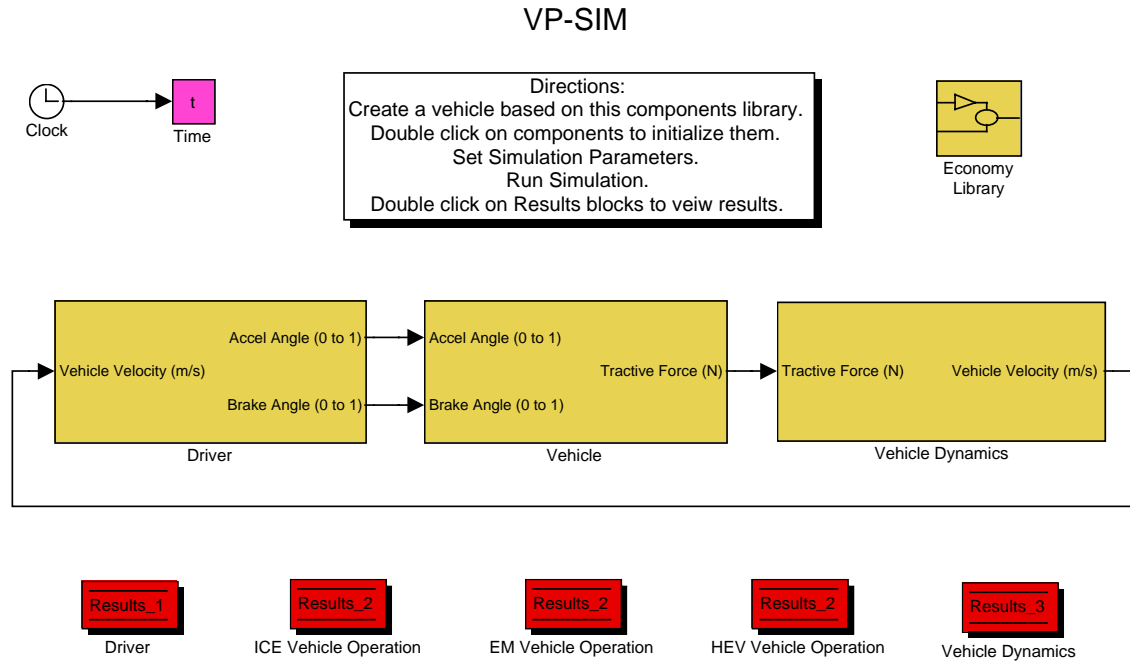 VP-SIM
Clock
t
Time
Directions:
Create a vehicle based on this components library.
Double click on components to initialize them.
Set Simulation Parameters.
Run Simulation.
Double click on Results blocks to veiw results.
Economy
Library
Vehicle Velocity (m/s)
Accel Angle (0 to 1)
Brake Angle (0 to 1)
Driver
Accel Angle (0 to 1)
Brake Angle (0 to 1)
Tractive Force (N)
Vehicle
Tractive Force (N)
Vehicle Velocity (m/s)
Vehicle Dynamics
Results_1
Driver
Results_2
ICE Vehicle Operation
Results_2
EM Vehicle Operation
Results_2
HEV Vehicle Operation
Results_3
Vehicle Dynamics